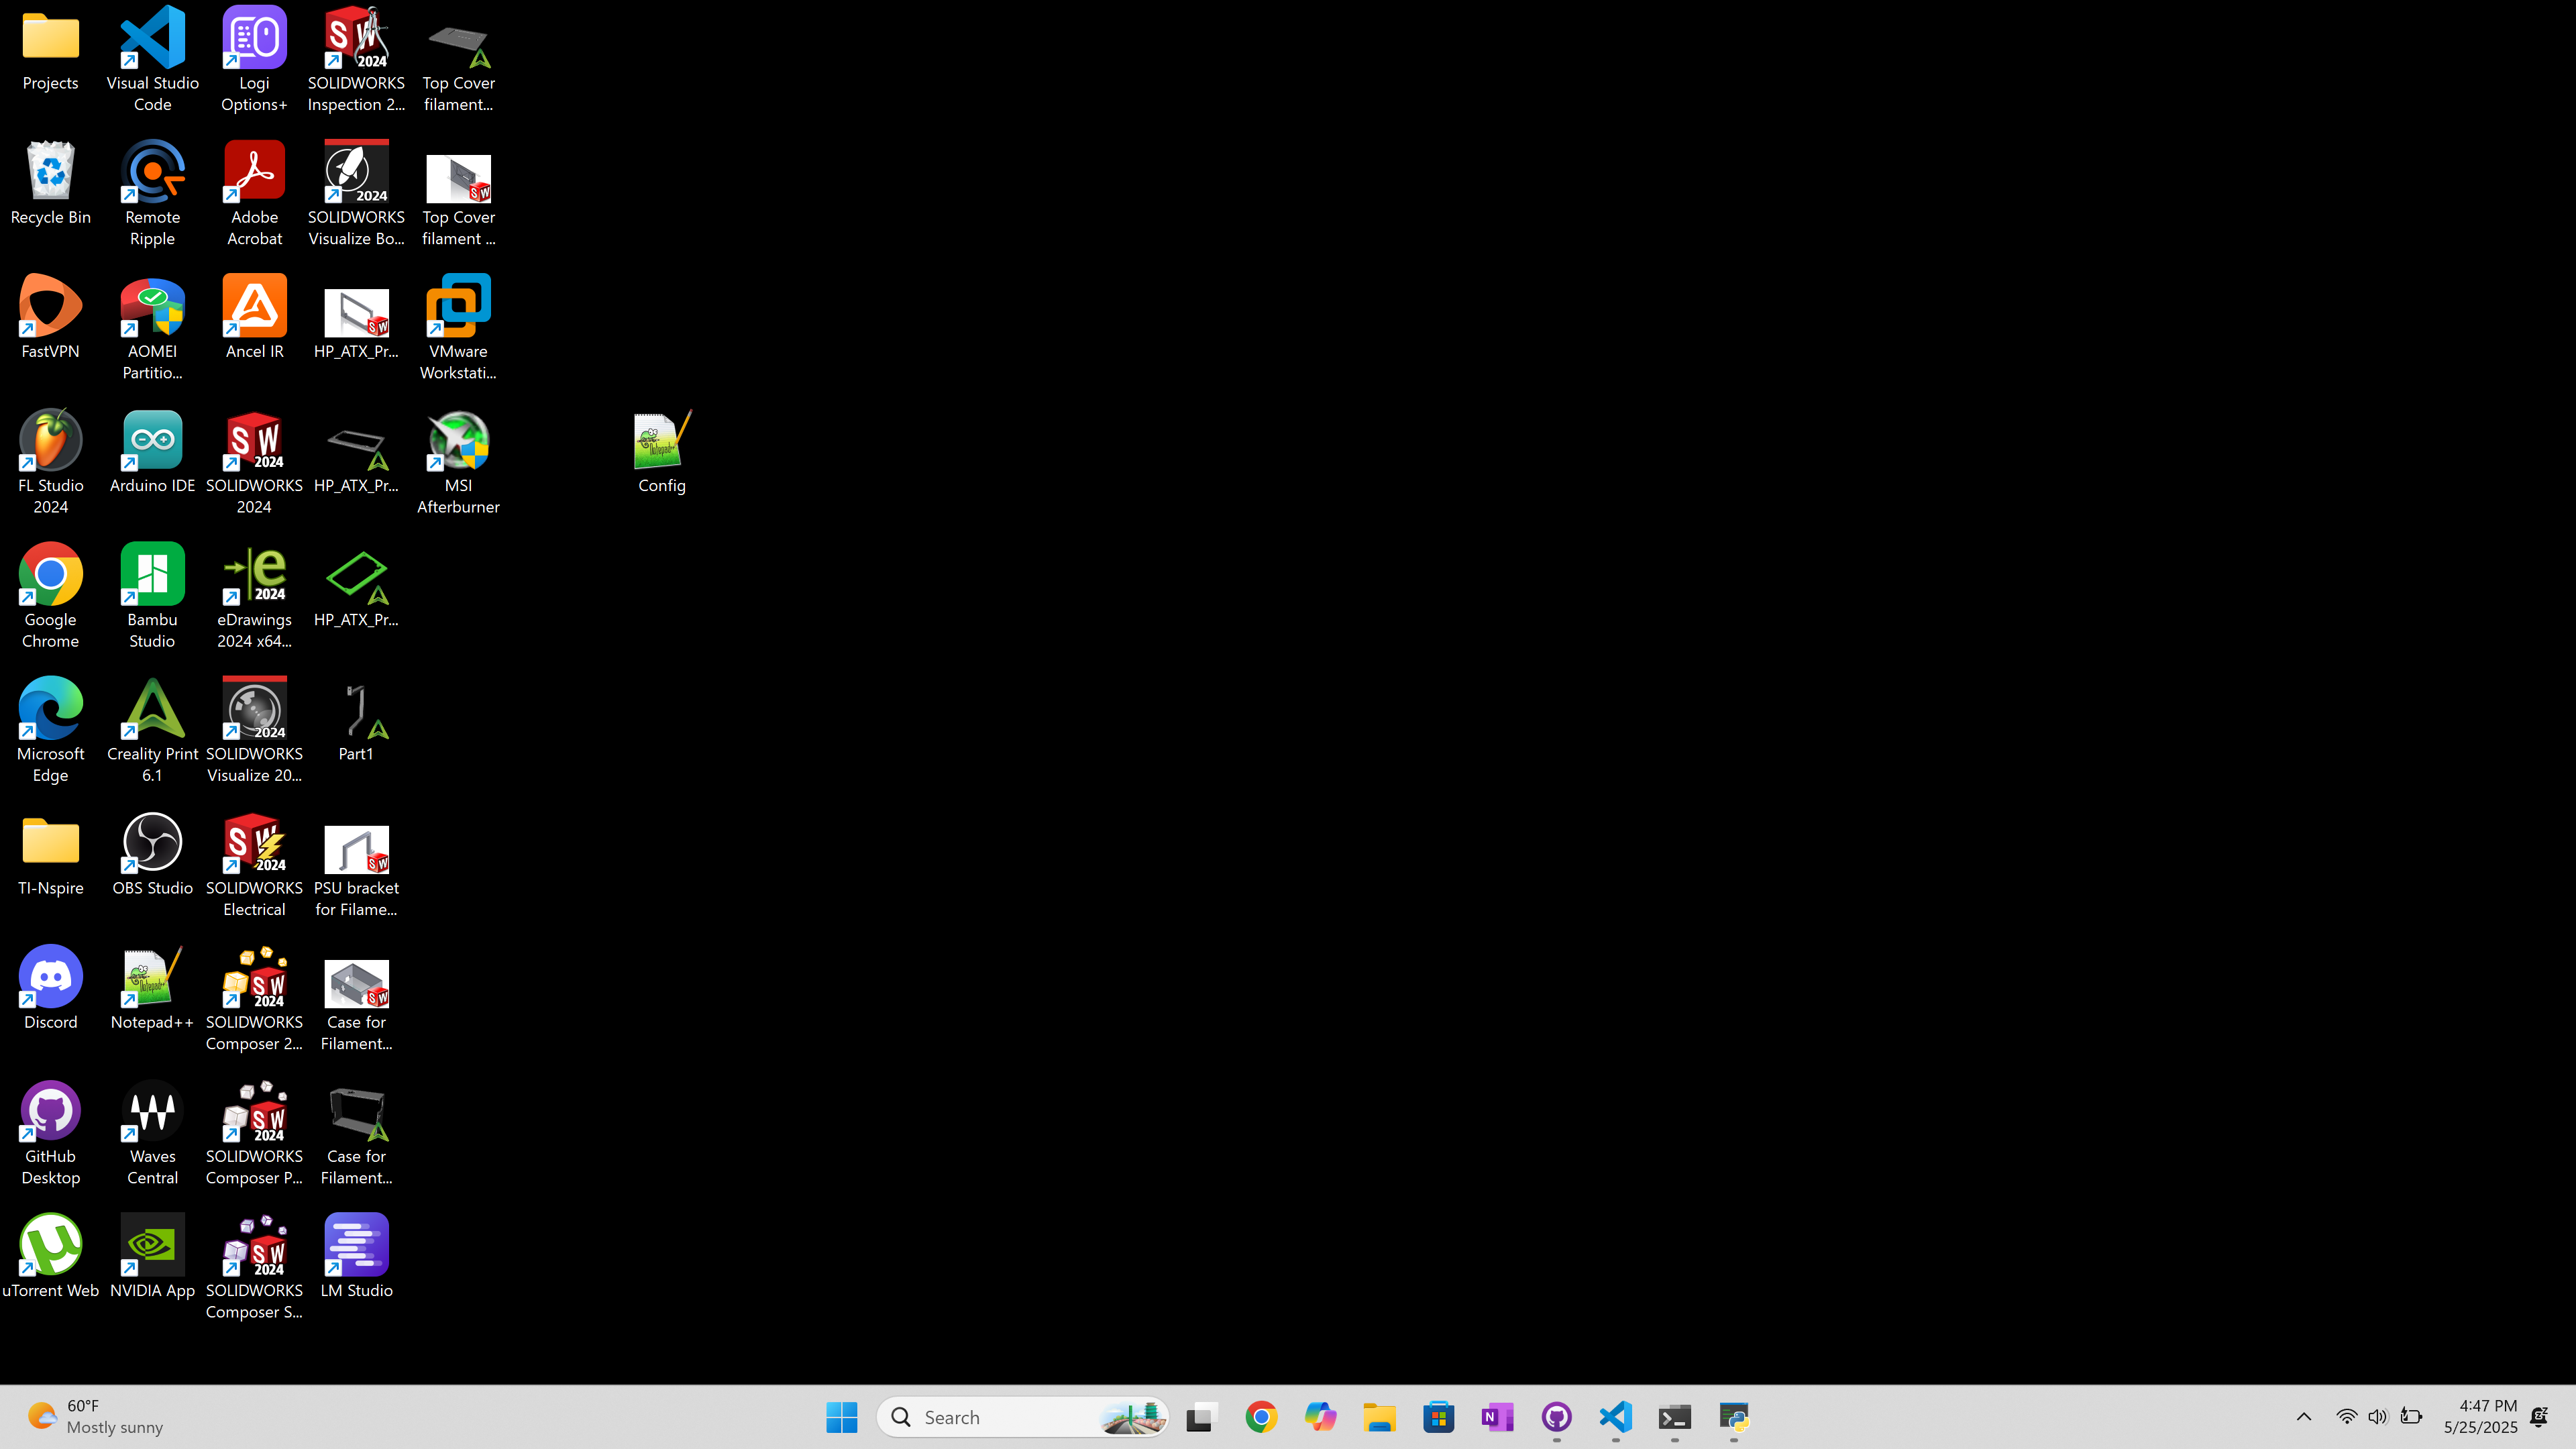 Projects
Visual Studio
Code
Logi
Options+
SOLIDWORKS
Inspection 2...
Top Cover
filament...
Recycle Bin
Remote
Ripple
Adobe
Acrobat
SOLIDWORKS
Visualize Bo...
Top Cover
filament ...
FastVPN
AOMEI
Partitio...
Ancel IR
HP_ATX_Pr...
VMware
Workstati...
FL Studio
2024
Arduino IDE
SOLIDWORKS
2024
HP_ATX_Pr...
MSI
Afterburner
Config
Google
Chrome
Bambu
Studio
eDrawings
2024 x64...
HP_ATX_Pr...
Microsoft
Edge
Creality Print
6.1
SOLIDWORKS
Visualize 20...
Part1
TI-Nspire
OBS Studio
SOLIDWORKS
Electrical
PSU bracket
for Filame...
Discord
Notepad++
SOLIDWORKS
Composer 2...
Case for
Filament...
GitHub
Desktop
Waves
Central
SOLIDWORKS
Composer P...
Case for
Filament...
uTorrent Web
NVIDIA App
SOLIDWORKS
Composer S...
LM Studio
60°F
Mostly sunny
Search
4:47 PM
5/25/2025